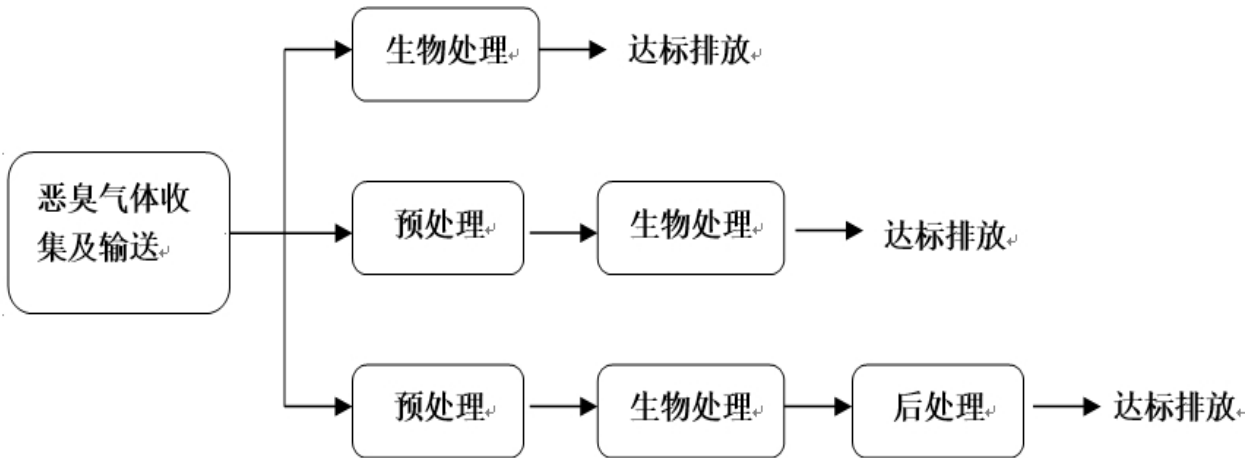 生物处理
达标排放
恶臭气体收
集及输送
预处理
生物处理
达标排放
预处理
生物处理
后处理
达标排放